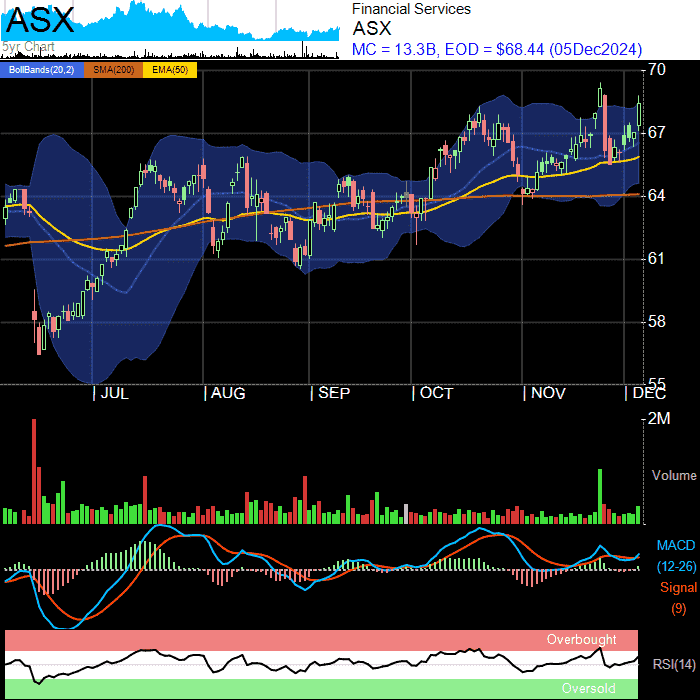 ASX
5yr Chart
Financial Services
ASX
MC = 13.3B, EOD = $68.44 (05Dec2024)
BollBands(20,2) SMA(200) EMA(50)
70
67
64
61
58
55
| JUL | AUG | SEP | OCT | NOV | DEC
2M
Volume
MACD
(12-26)
Signal
(9)
Overbought
RSI(14)
Oversold